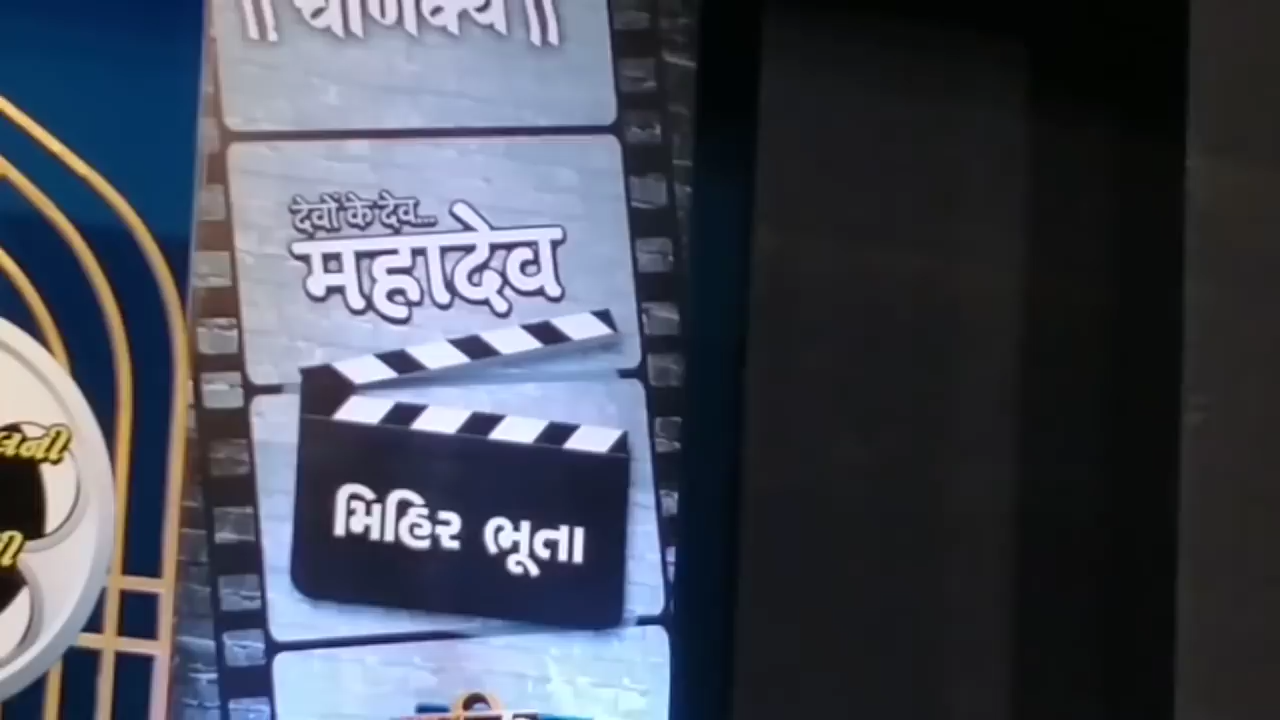 ॥ चाणक्य ॥
देवों के देव...
महादेव
મિહિર ભૂતા